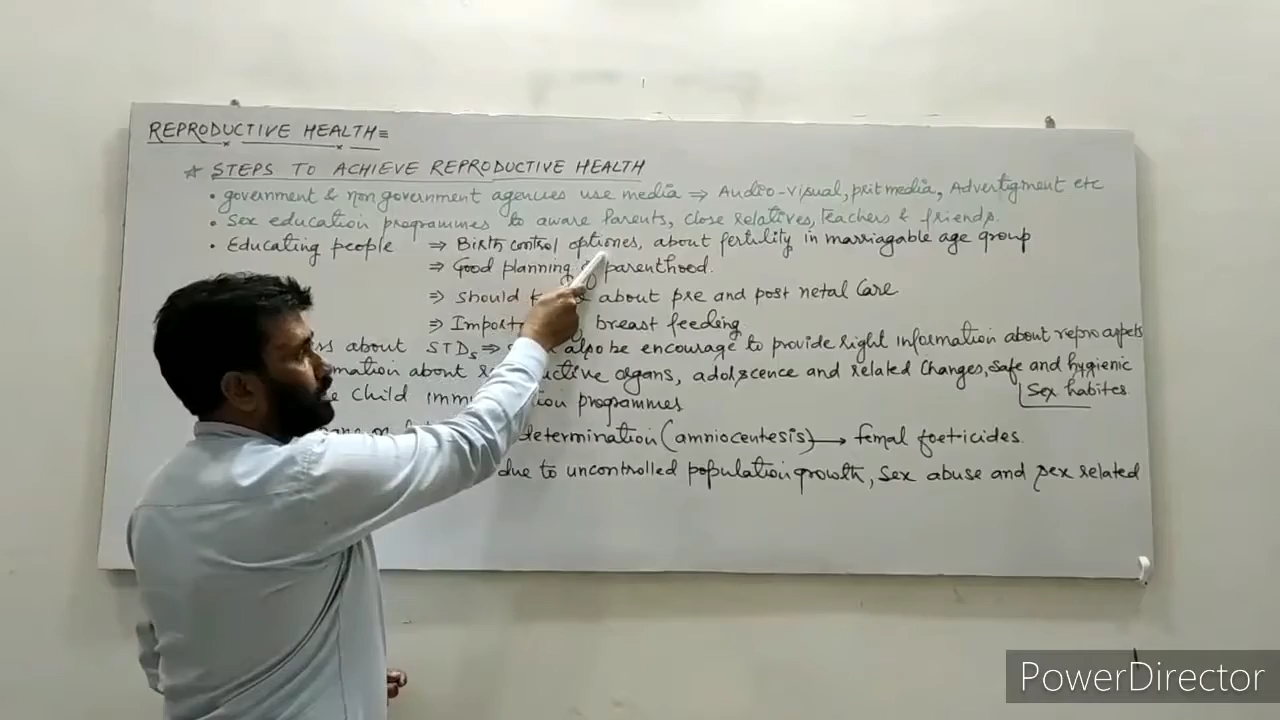 REPRODUCTIVE HEALTH
STEPS TO ACHIEVE REPRODUCTIVE HEALTH
• government & non government agencies use media ⇒ Audio-visual, prit media, Advertigment etc
• Sex education programmes to aware Parents, close relatives, teachers & friends.
• Educating people ⇒ Birth control optiones, about fertility in marriagable age group
⇒ Good planning parenthood.
⇒ should about pre and post netal Care
⇒ breast feeding
about STDs ⇒ also be encourage to provide right information about repro aspets
about organs, adolscence and related Changes, Safe and hygienic
Sex habites
child programmes
determination (amniocentesis) → femal foeticides.
due to uncontrolled population growth, sex abuse and sex related
PowerDirector